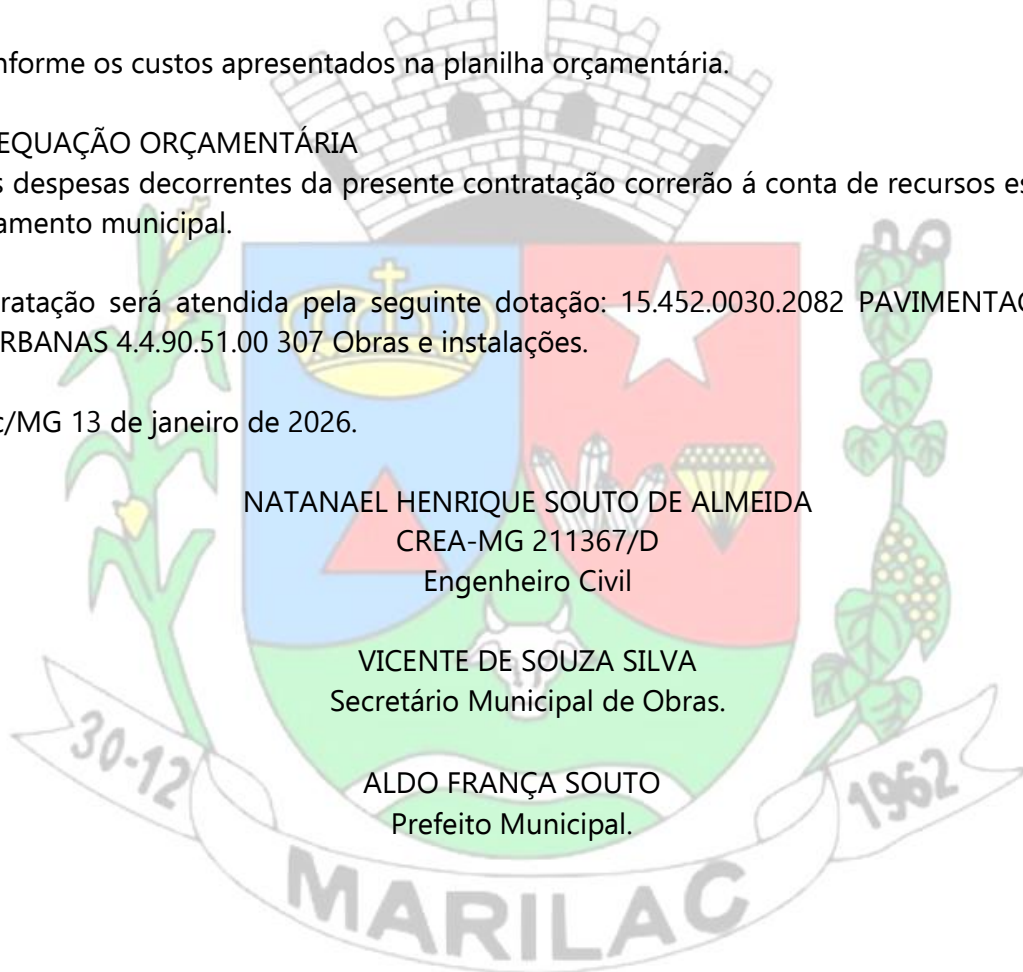 nforme os custos apresentados na planilha orçamentária.
EQUAÇÃO ORÇAMENTÁRIA
s despesas decorrentes da presente contratação correrão á conta de recursos es
amento municipal.
ratação será atendida pela seguinte dotação: 15.452.0030.2082 PAVIMENTAÇ
RBANAS 4.4.90.51.00 307 Obras e instalações.
c/MG 13 de janeiro de 2026.
NATANAEL HENRIQUE SOUTO DE ALMEIDA
CREA-MG 211367/D
Engenheiro Civil
VICENTE DE SOUZA SILVA
Secretário Municipal de Obras.
ALDO FRANÇA SOUTO
Prefeito Municipal.
30-12
1962
MARILAC